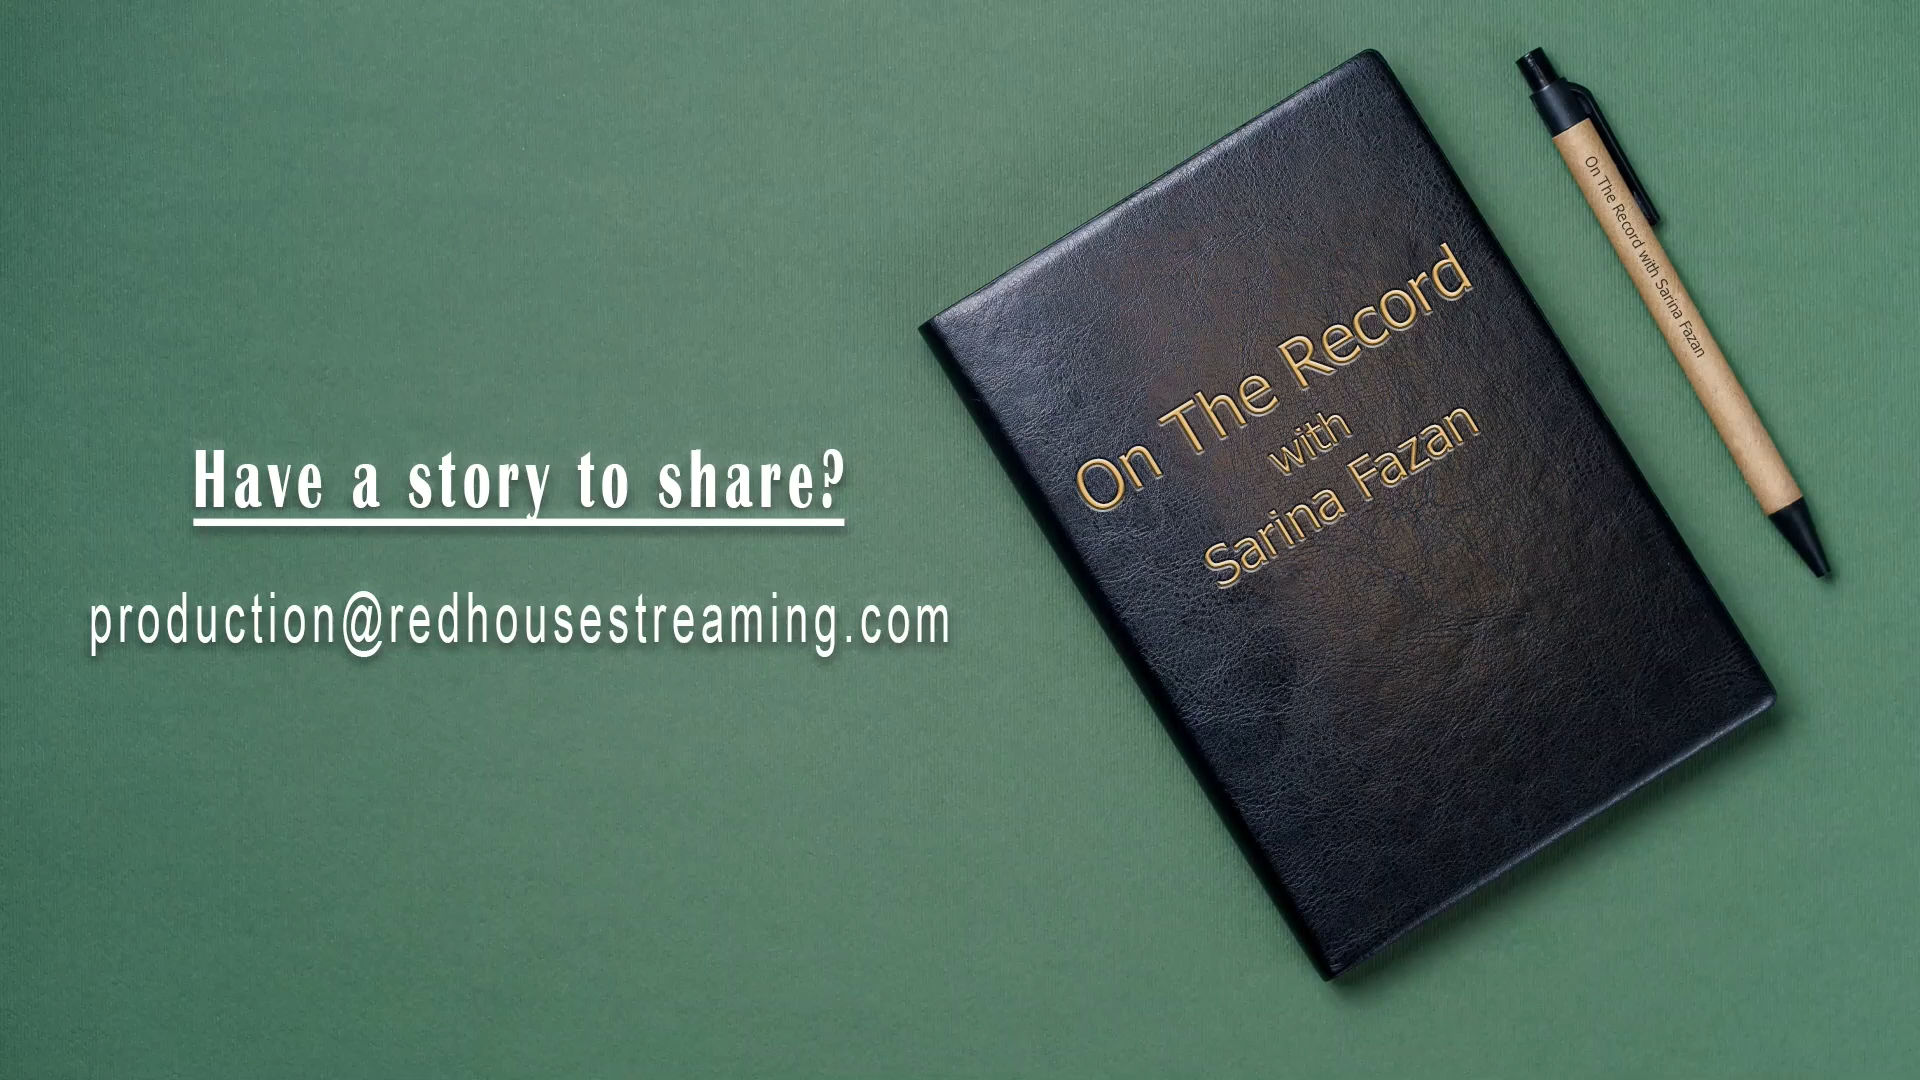 Have a story to share?
production@redhousestreaming.com
On The Record
with
Sarina Fazan
On The Record with Sarina Fazan